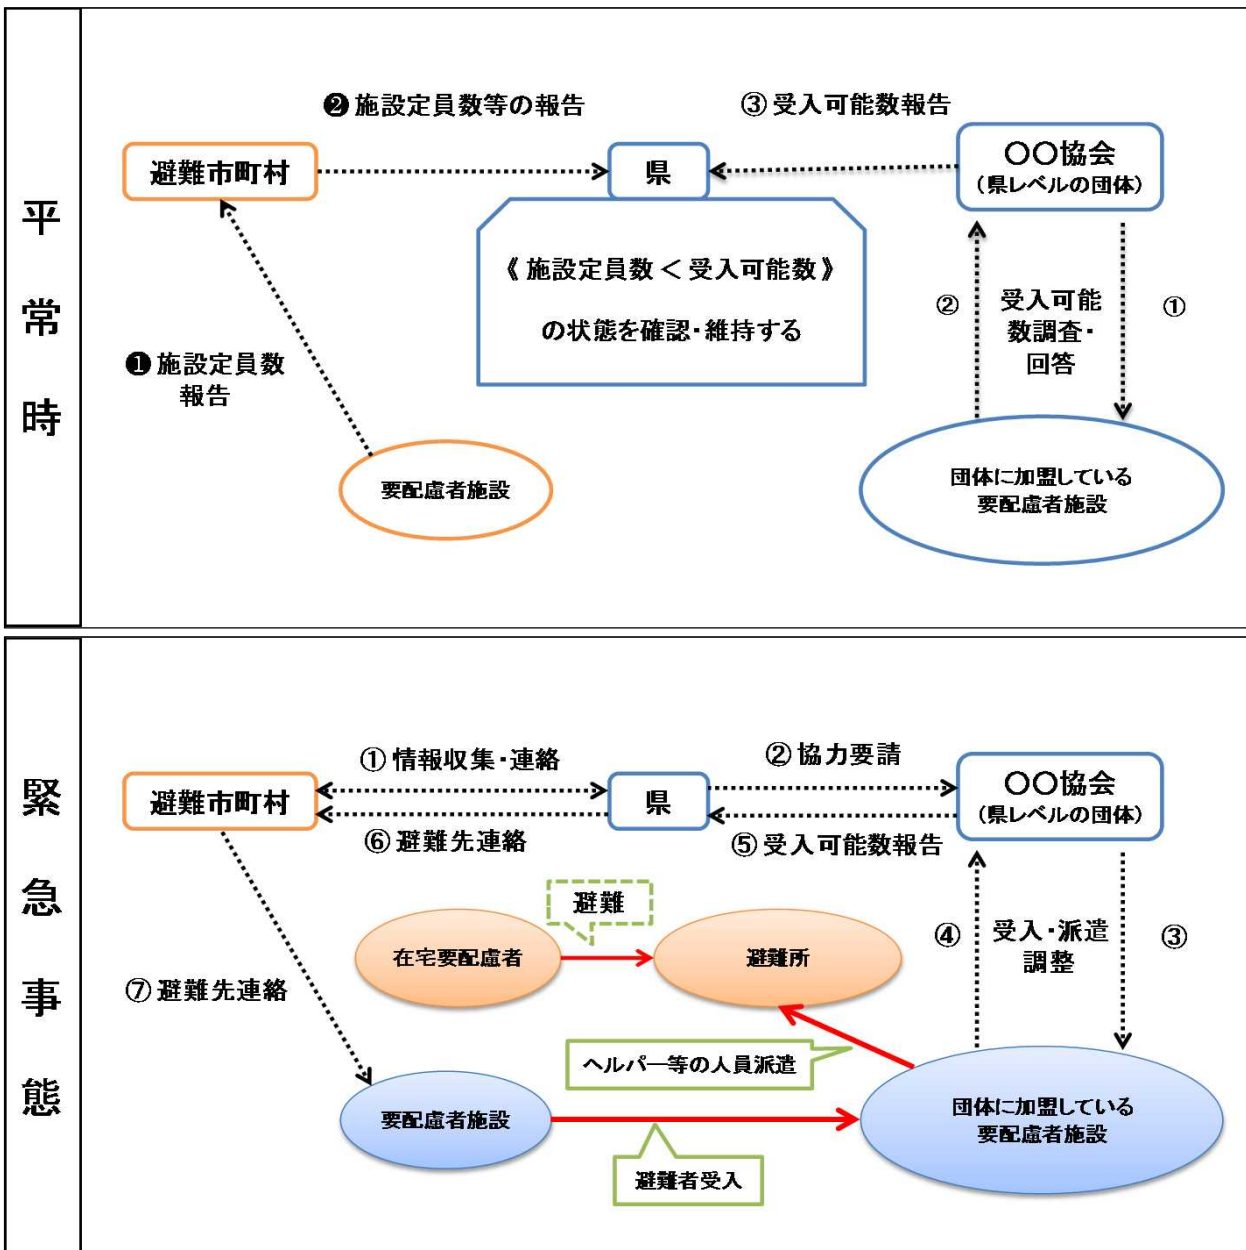 平常時
❷施設定員数等の報告
③受入可能数報告
避難市町村
県
〇〇協会
(県レベルの団体)
《施設定員数<受入可能数》
の状態を確認・維持する
②
受入可能
数調査・
回答
①
❶施設定員数
報告
要配慮者施設
団体に加盟している
要配慮者施設
緊急事態
①情報収集・連絡
②協力要請
避難市町村
県
〇〇協会
(県レベルの団体)
⑥避難先連絡
⑤受入可能数報告
避難
在宅要配慮者
避難所
④
受入・派遣
調整
③
⑦避難先連絡
ヘルパー等の人員派遣
要配慮者施設
団体に加盟している
要配慮者施設
避難者受入